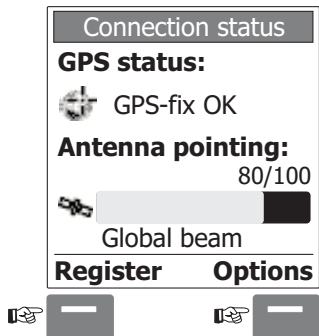 Connection status
GPS status:
GPS-fix OK
Antenna pointing:
80/100
Global beam
Register Options